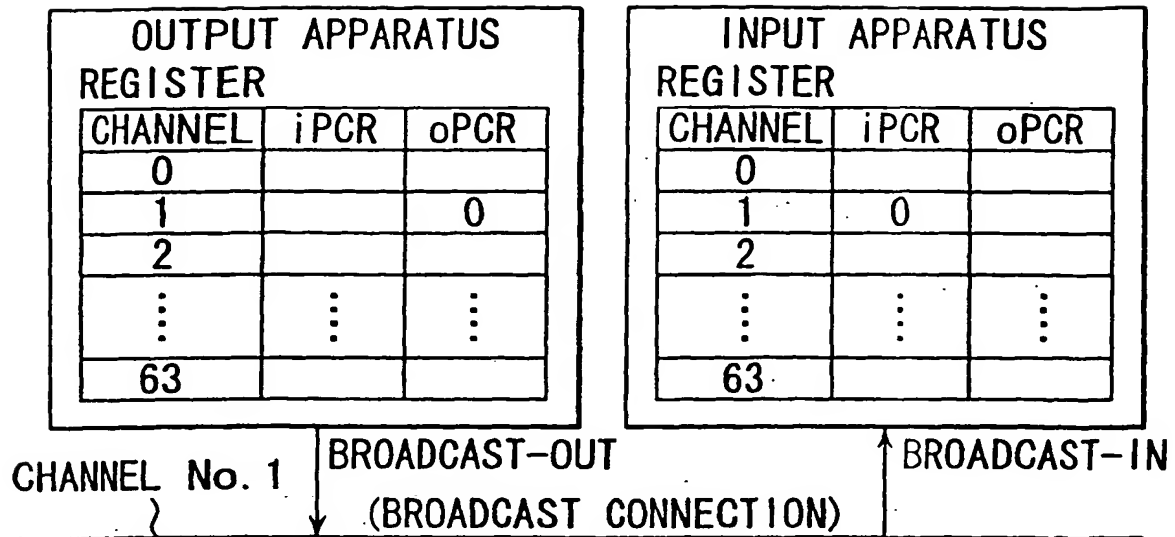 OUTPUT APPARATUS
REGISTER
CHANNEL iPCR oPCR
0
1 0
2
⋮ ⋮ ⋮
63
INPUT APPARATUS
REGISTER
CHANNEL iPCR oPCR
0
1 0
2
⋮ ⋮ ⋮
63
BROADCAST-OUT
BROADCAST-IN
CHANNEL No. 1
(BROADCAST CONNECTION)